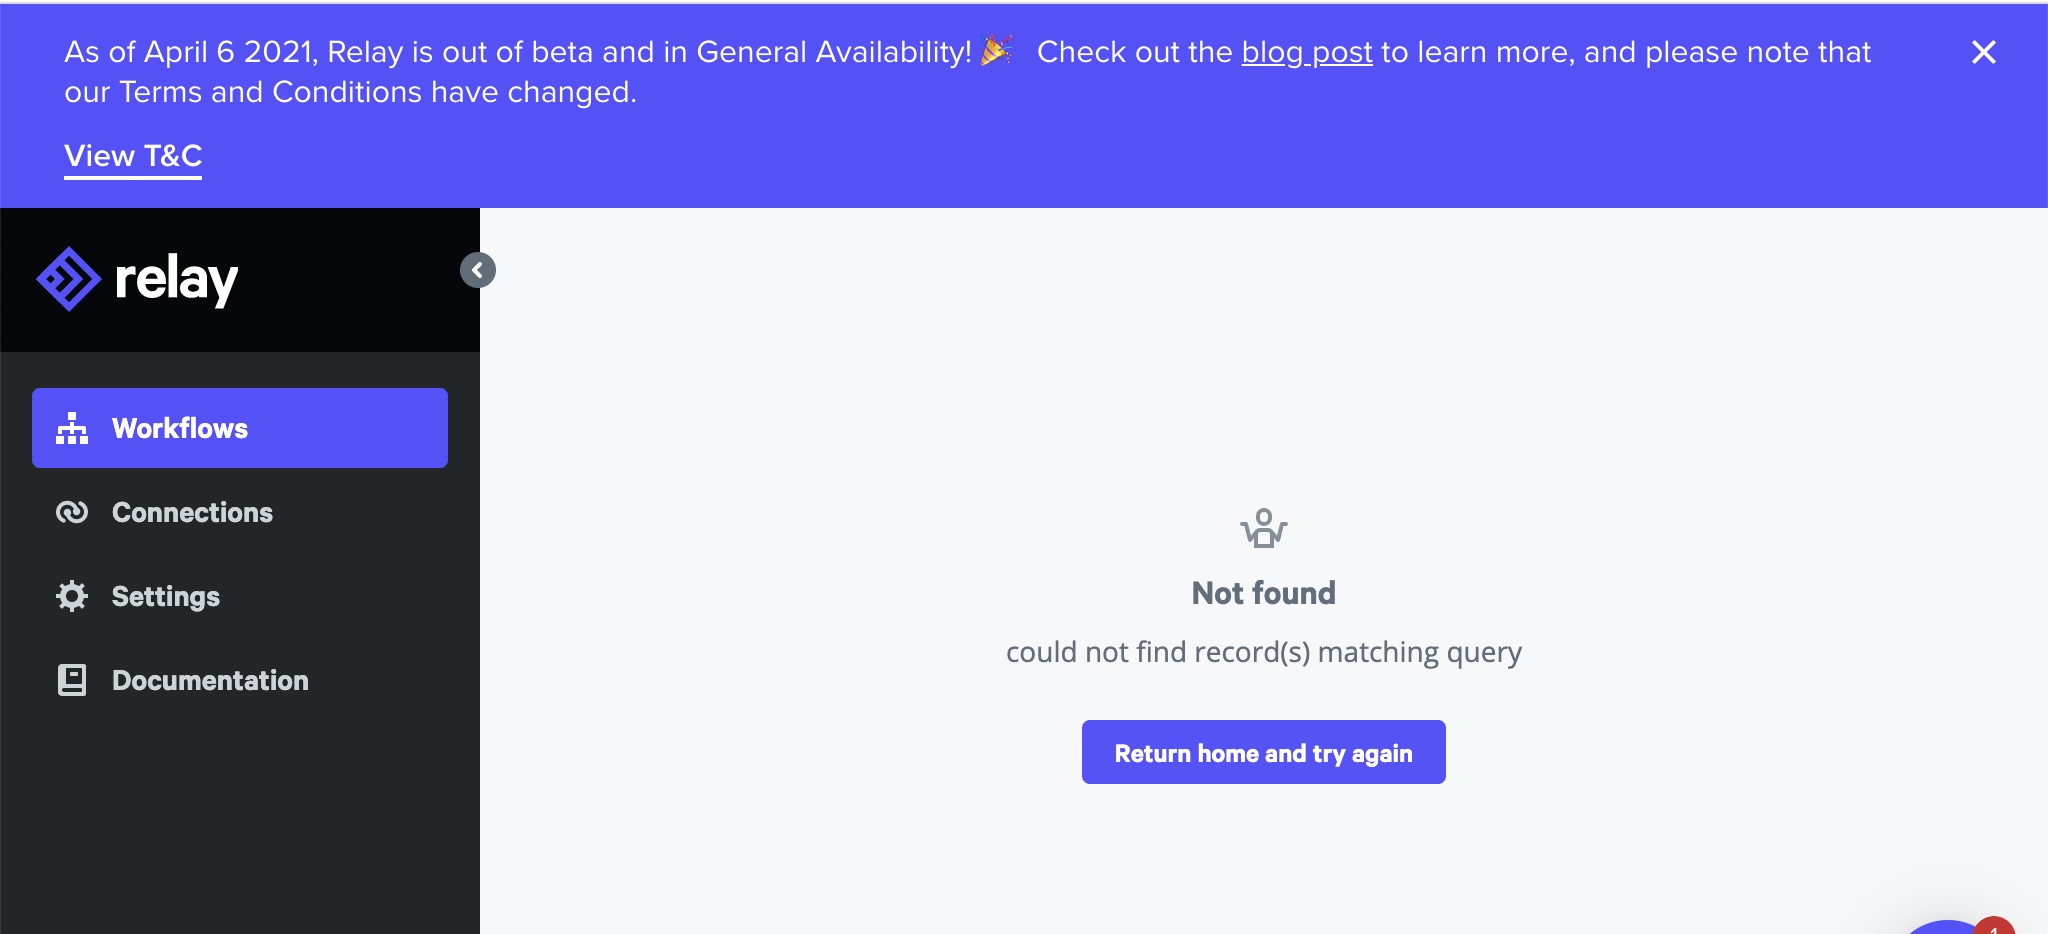 As of April 6 2021, Relay is out of beta and in General Availability! 🎉 Check out the blog post to learn more, and please note that
our Terms and Conditions have changed.
View T&C
relay
Workflows
Connections
Settings
Documentation
Not found
could not find record(s) matching query
Return home and try again
1